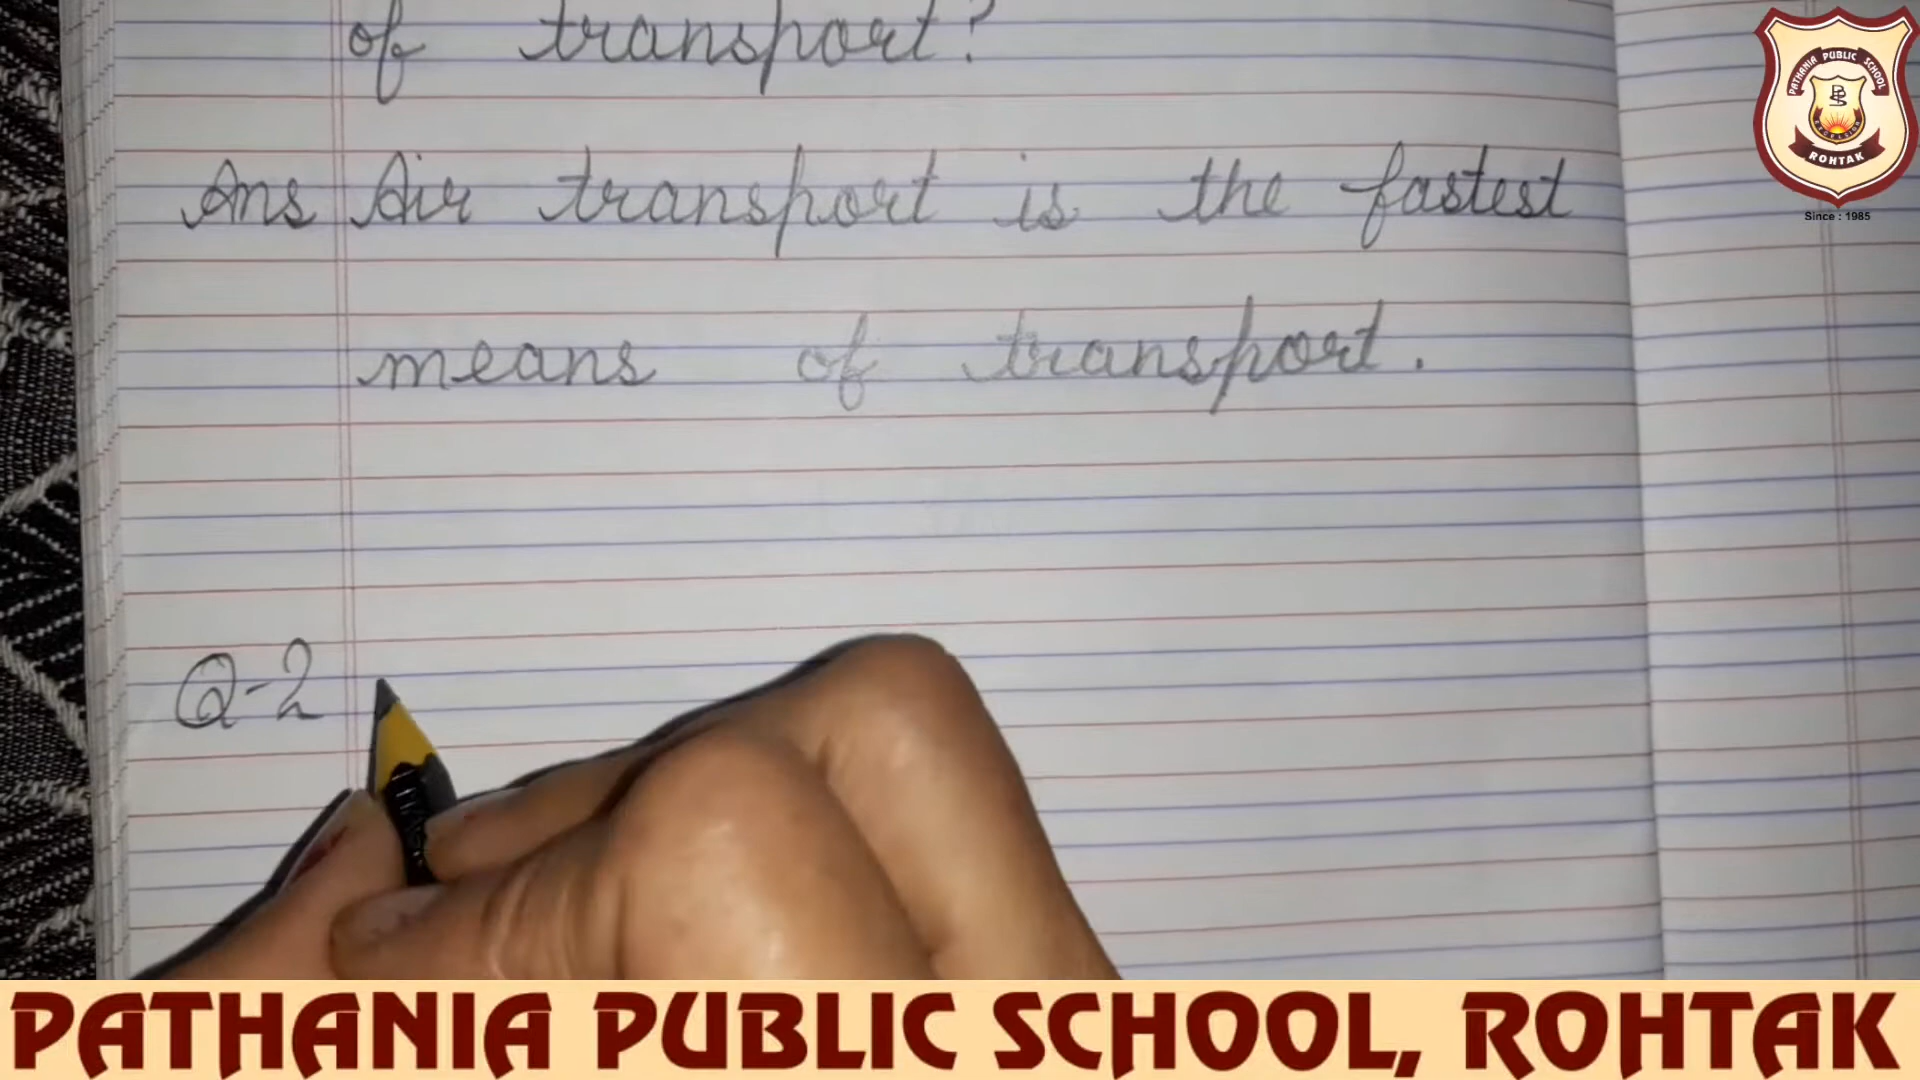 of transport?
Ans Air transport is the fastest
means of transport.
Q-2
PATHANIA PUBLIC SCHOOL
ROHTAK
Since : 1985
PATHANIA PUBLIC SCHOOL, ROHTAK